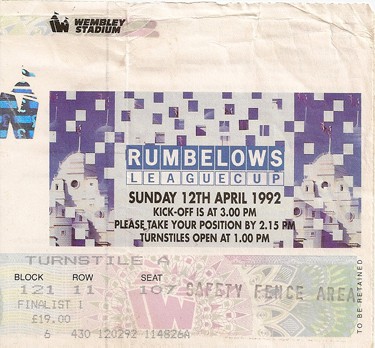 WEMBLEY
STADIUM
RUMBELOWS
LEAGUE CUP
SUNDAY 12TH APRIL 1992
KICK-OFF IS AT 3.00 PM
PLEASE TAKE YOUR POSITION BY 2.15 PM
TURNSTILES OPEN AT 1.00 PM
TURNSTILE A
BLOCK ROW SEAT
121 11 107 SAFETY FENCE AREA
FINALIST 1
£19.00
6 430 120292 114826A
TO BE RETAINED